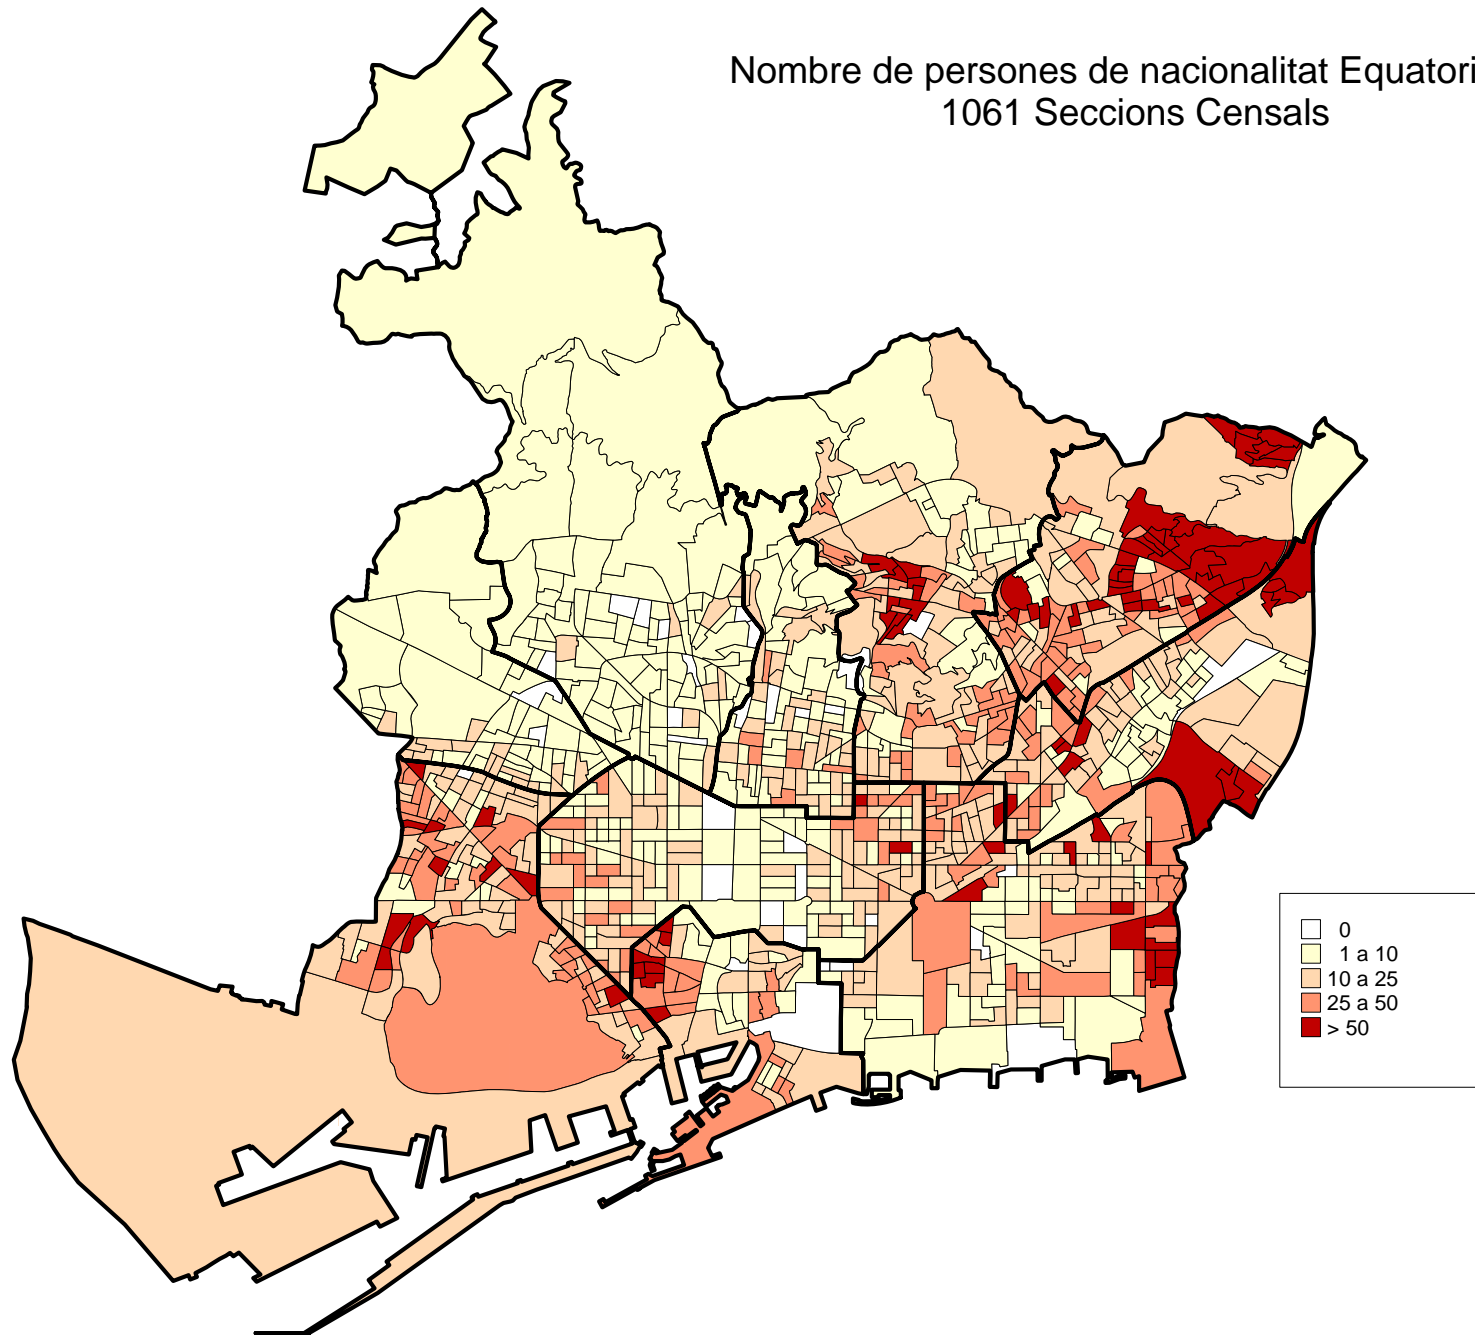 Nombre de persones de nacionalitat Equatori
1061 Seccions Censals
0
1 a 10
10 a 25
25 a 50
> 50